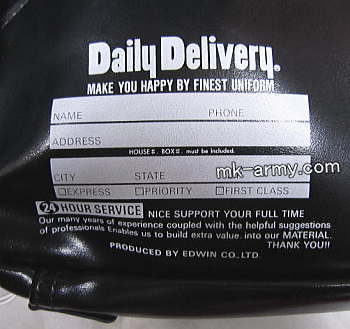 Daily Delivery.
MAKE YOU HAPPY BY FINEST UNIFORM
NAME PHONE
ADDRESS
HOUSE#, BOX#, must be included.
CITY STATE
mk-army.com
EXPRESS PRIORITY FIRST CLASS
24 HOUR SERVICE NICE SUPPORT YOUR FULL TIME
Our many years of experience coupled with the helpful suggestions
of professionals Enables us to build extra value, into our MATERIAL.
THANK YOU!!
PRODUCED BY EDWIN CO.LTD.